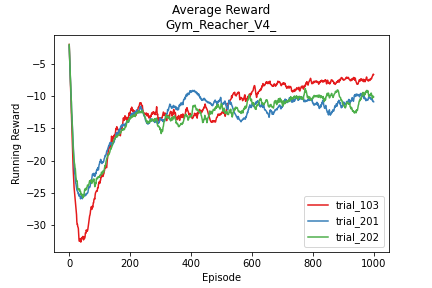 Average Reward
Gym_Reacher_V4_
Running Reward
−5
−10
−15
−20
−25
−30
0 200 400 600 800 1000
Episode
trial_103
trial_201
trial_202